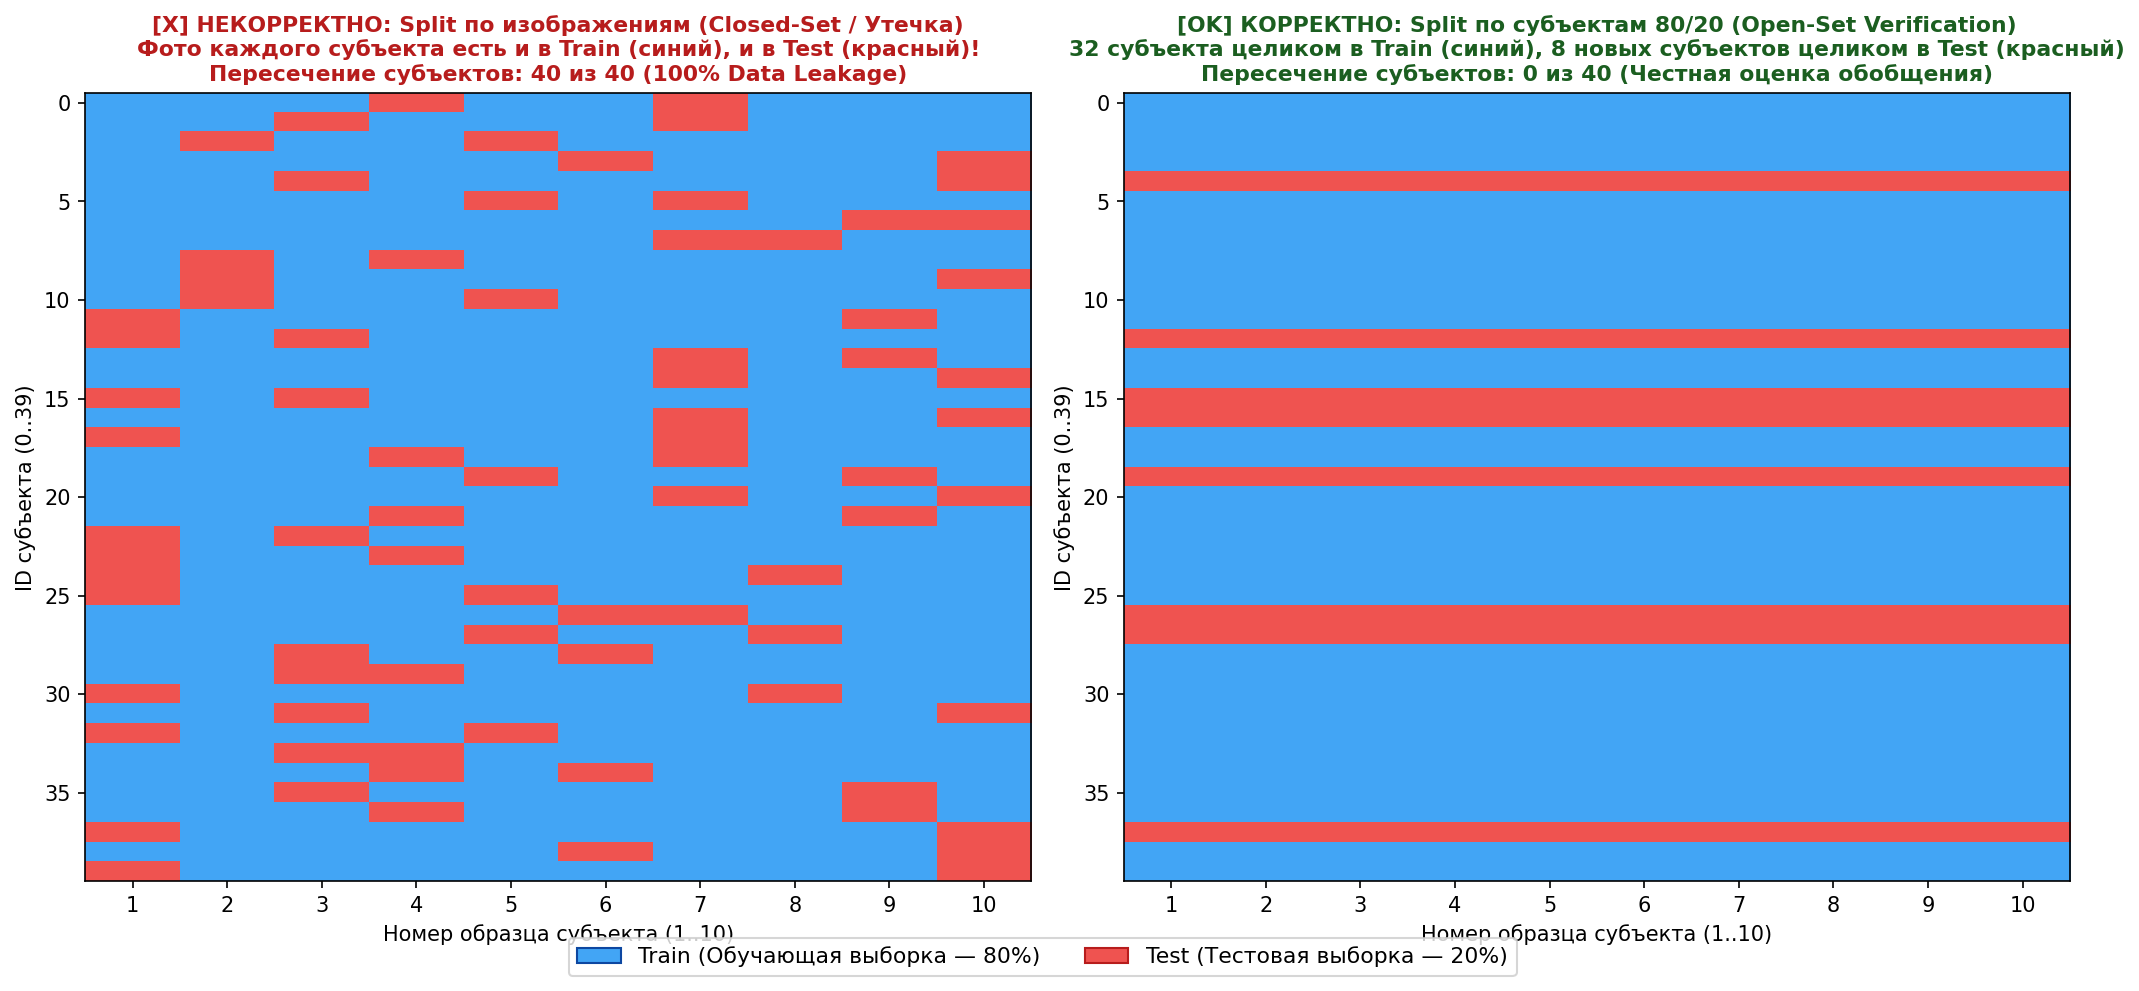 [X] НЕКОРРЕКТНО: Split по изображениям (Closed-Set / Утечка)
Фото каждого субъекта есть и в Train (синий), и в Test (красный)!
Пересечение субъектов: 40 из 40 (100% Data Leakage)
0
5
10
15
20
25
30
35
ID субъекта (0..39)
1 2 3 4 5 6 7 8 9 10
Номер образца субъекта (1..10)
[OK] КОРРЕКТНО: Split по субъектам 80/20 (Open-Set Verification)
32 субъекта целиком в Train (синий), 8 новых субъектов целиком в Test (красный)
Пересечение субъектов: 0 из 40 (Честная оценка обобщения)
0
5
10
15
20
25
30
35
ID субъекта (0..39)
1 2 3 4 5 6 7 8 9 10
Номер образца субъекта (1..10)
Train (Обучающая выборка — 80%)
Test (Тестовая выборка — 20%)